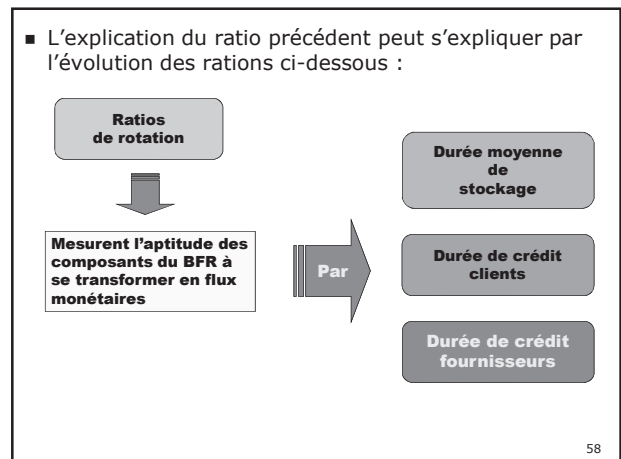 ■ L'explication du ratio précédent peut s'expliquer par
l'évolution des rations ci-dessous :
Ratios
de rotation
Mesurent l'aptitude des
composants du BFR à
se transformer en flux
monétaires
Par
Durée moyenne
de
stockage
Durée de crédit
clients
Durée de crédit
fournisseurs
58